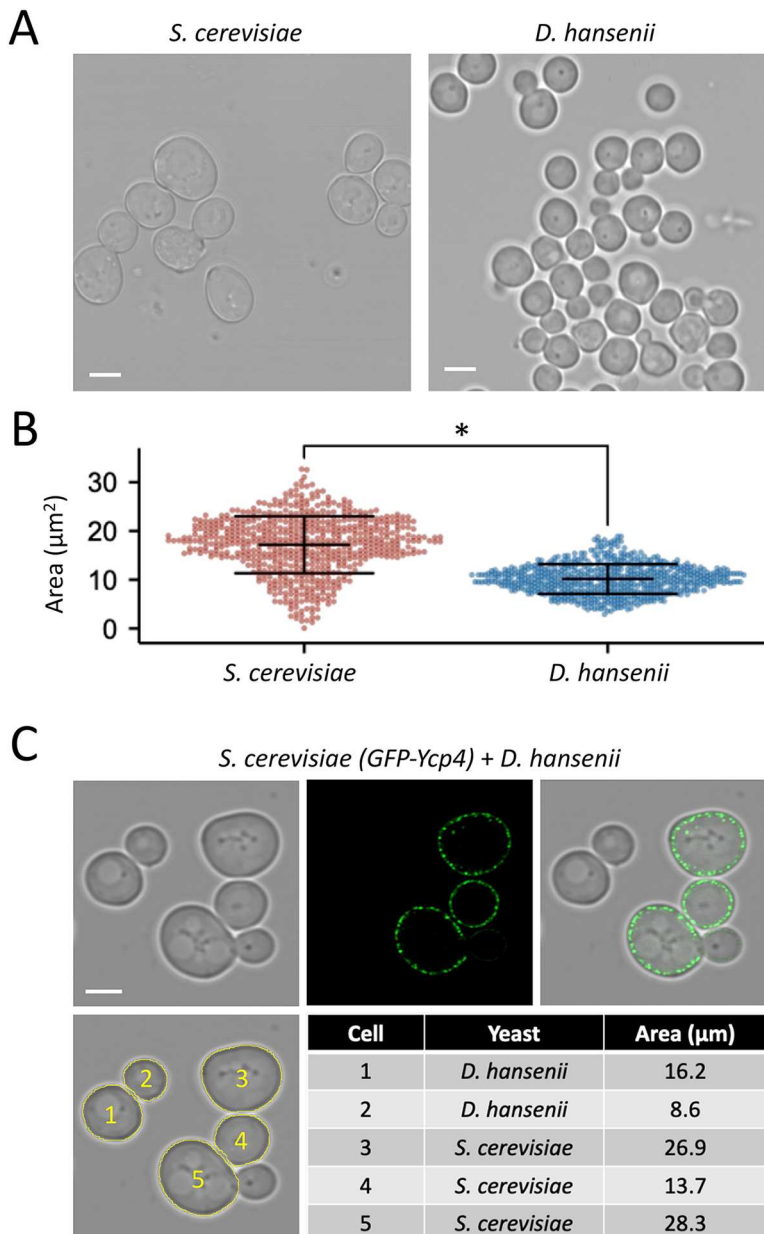 A
S. cerevisiae
D. hansenii
B
*
Area (µm²)
30
20
10
0
S. cerevisiae
D. hansenii
C
S. cerevisiae (GFP-Ycp4) + D. hansenii
1
2
3
4
5
Cell Yeast Area (µm)
1 D. hansenii 16.2
2 D. hansenii 8.6
3 S. cerevisiae 26.9
4 S. cerevisiae 13.7
5 S. cerevisiae 28.3